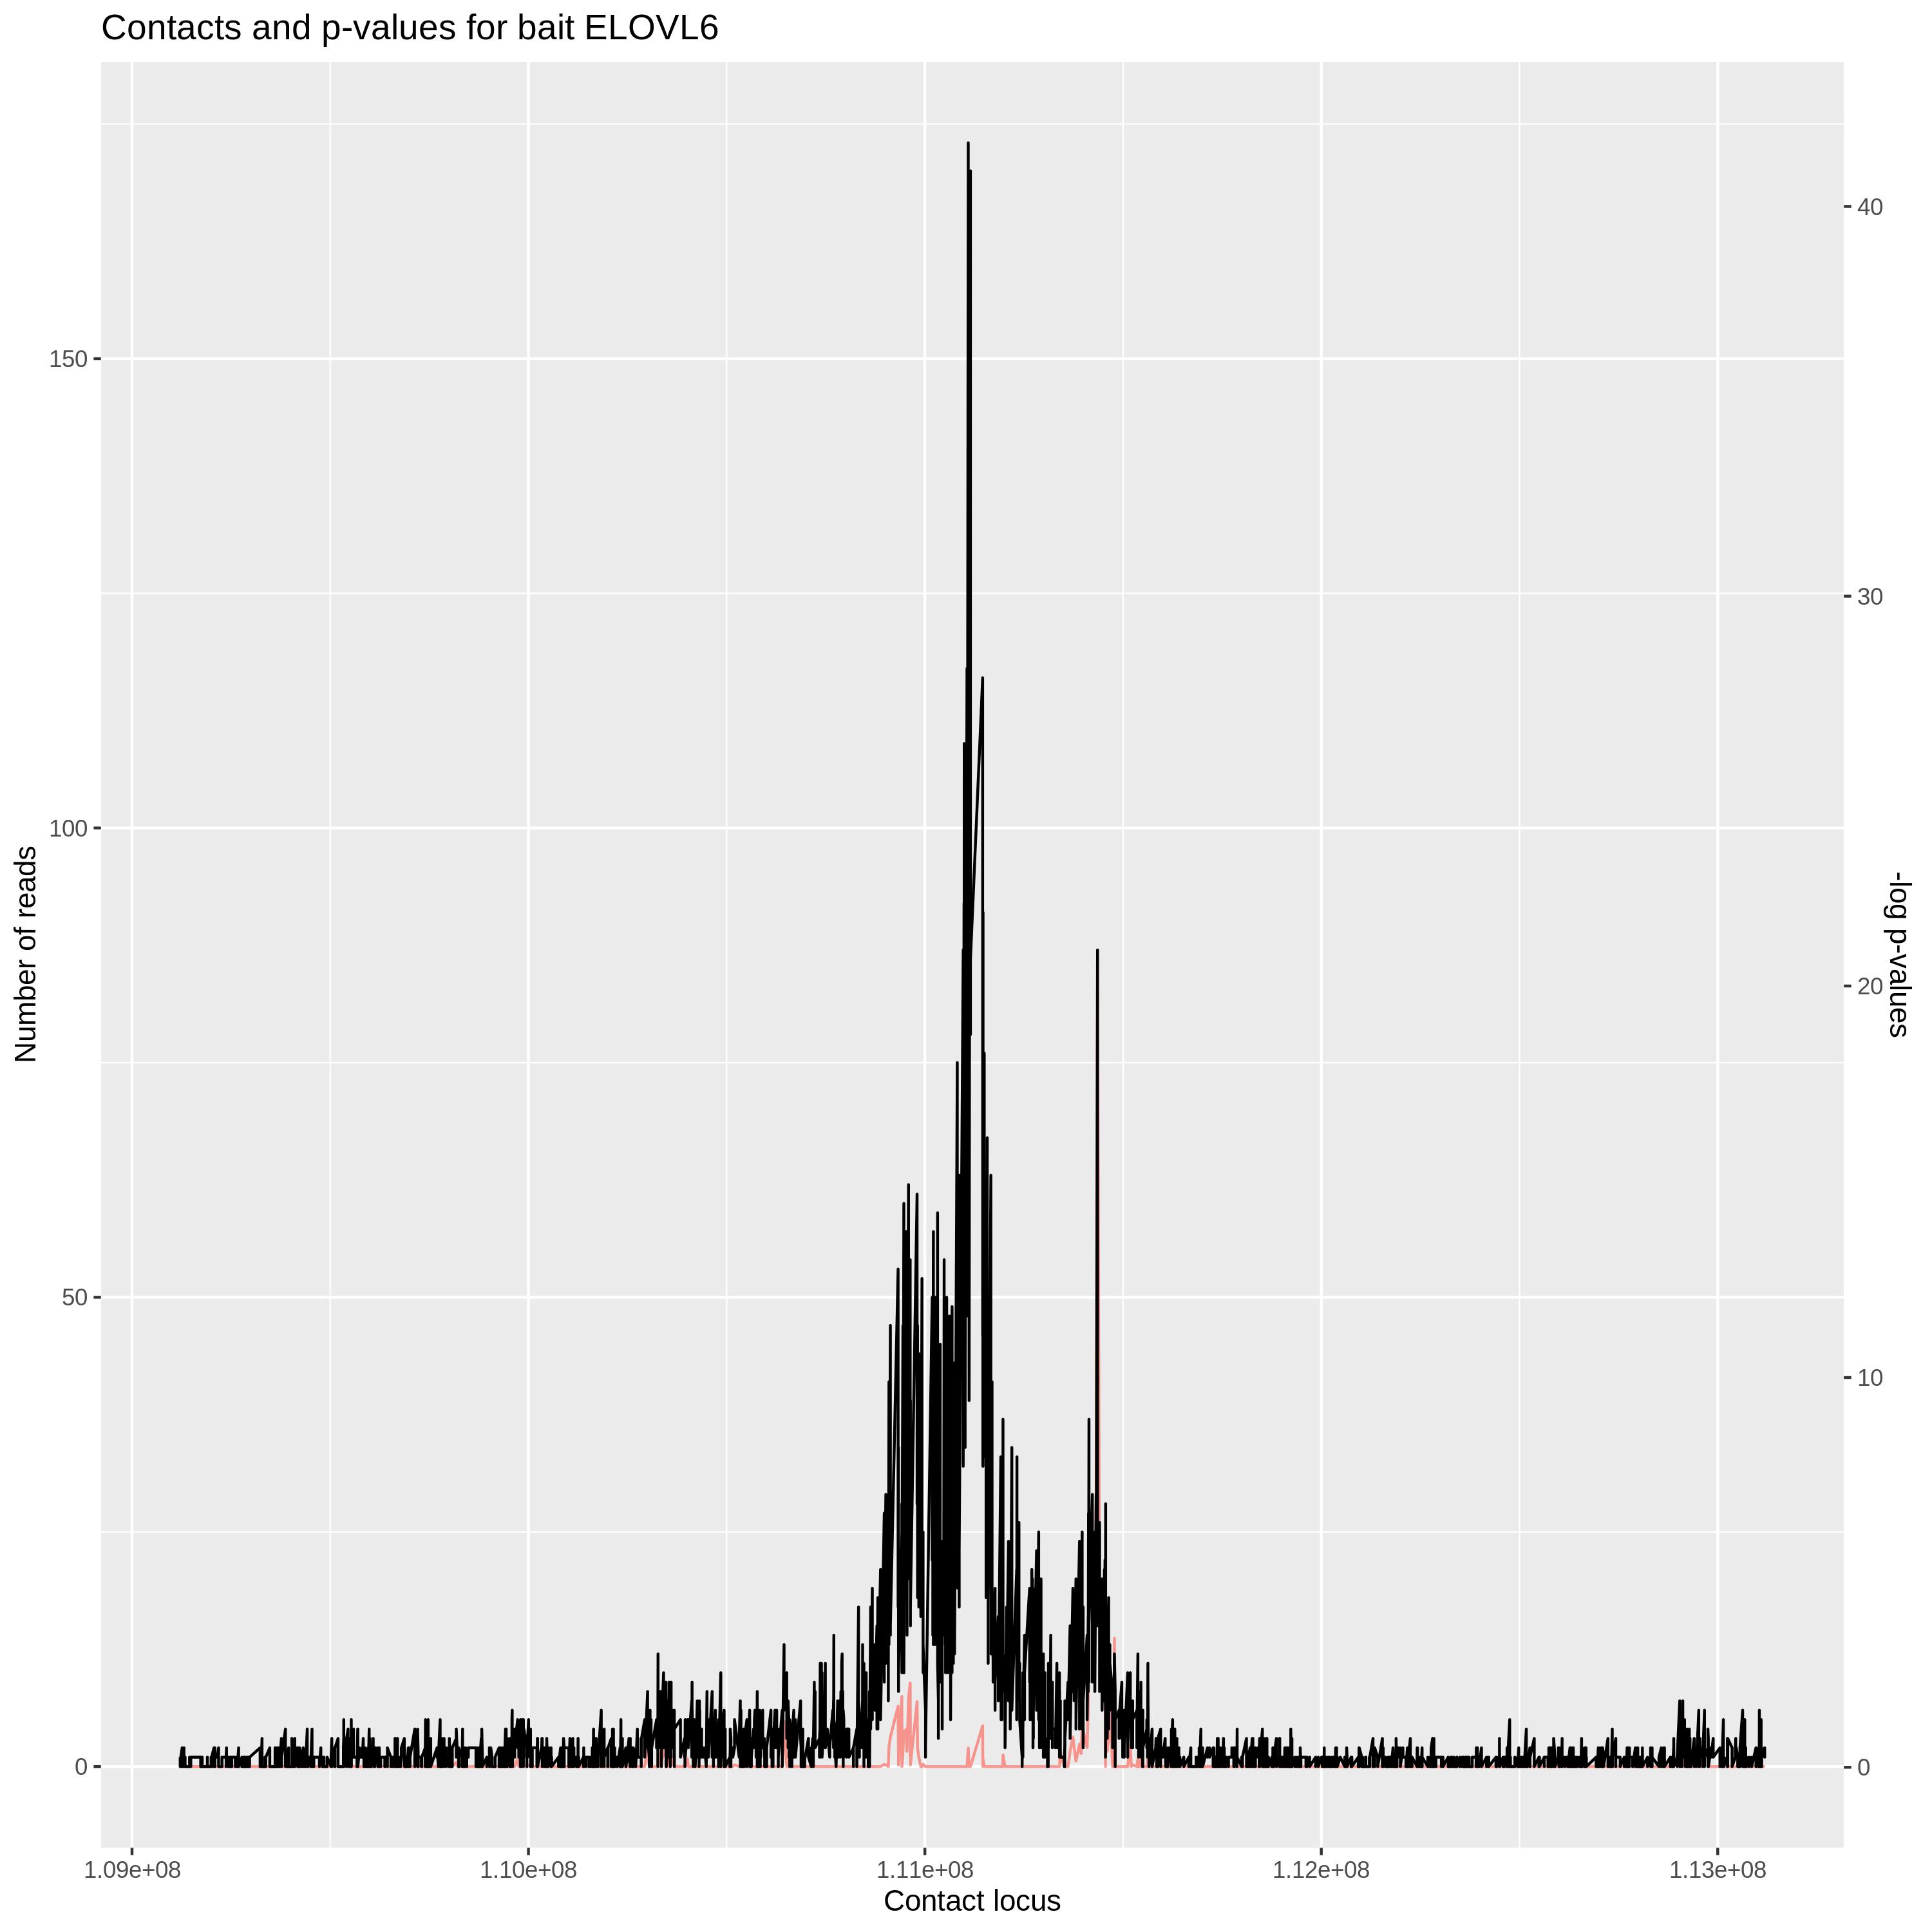 Contacts and p-values for bait ELOVL6
Number of reads
150
100
50
0
40
30
20
10
0
-log p-values
1.09e+08
1.10e+08
1.11e+08
1.12e+08
1.13e+08
Contact locus